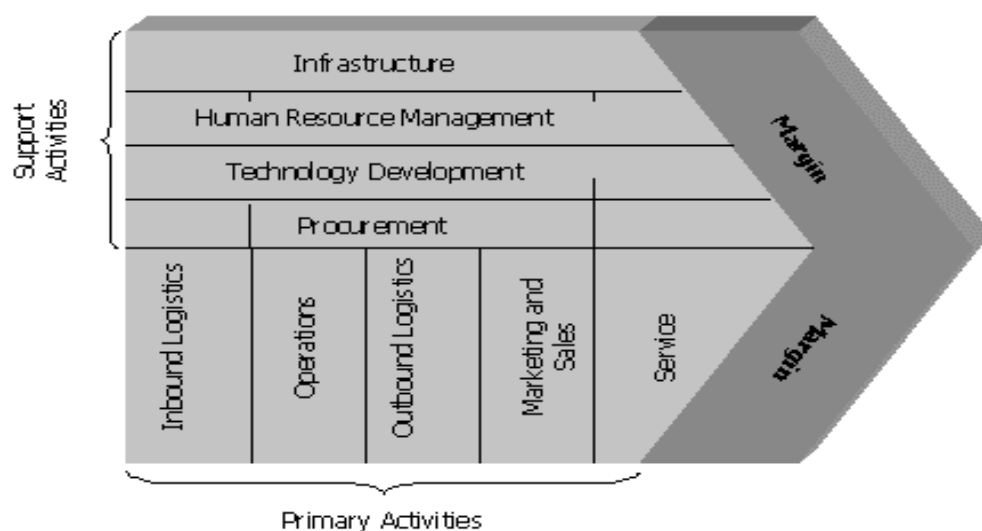 Support
Activities
Infrastructure
Human Resource Management
Technology Development
Procurement
Inbound Logistics
Operations
Outbound Logistics
Marketing and
Sales
Service
Margin
Margin
Primary Activities